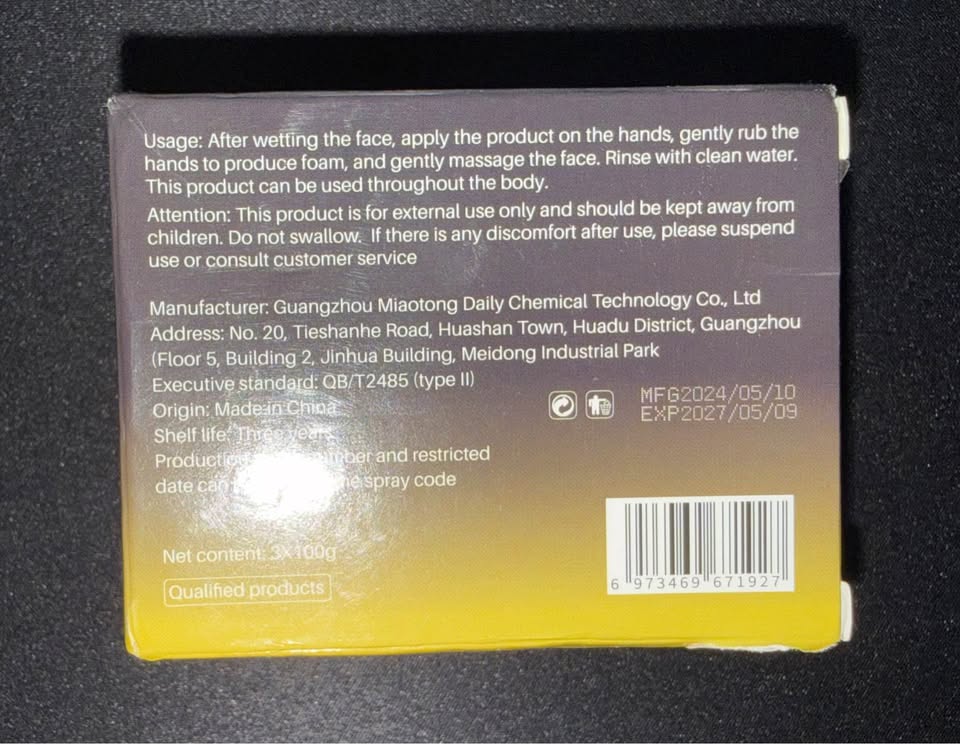 Usage: After wetting the face, apply the product on the hands, gently rub the
hands to produce foam, and gently massage the face. Rinse with clean water.
This product can be used throughout the body.
Attention: This product is for external use only and should be kept away from
children. Do not swallow. If there is any discomfort after use, please suspend
use or consult customer service
Manufacturer: Guangzhou Miaotong Daily Chemical Technology Co., Ltd
Address: No. 20, Tieshanhe Road, Huashan Town, Huadu District, Guangzhou
(Floor 5, Building 2, Jinhua Building, Meidong Industrial Park
Executive standard: QB/T2485 (type II)
Origin: Made in China
Shelf life: Three years
and restricted
date can spray code
MFG2024/05/10
EXP2027/05/09
Net content: 3X100g
Qualified products
6 973469 671927